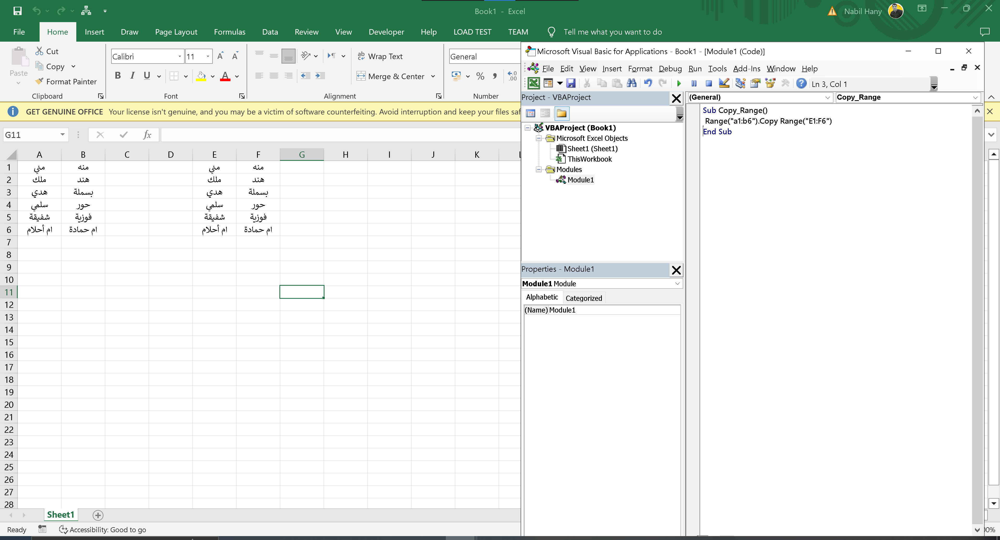 Book1 - Excel
Nabil Hany
File Home Insert Draw Page Layout Formulas Data Review View Developer Help LOAD TEST TEAM Tell me what you want to do
Paste
Cut
Copy
Format Painter
Clipboard
Calibri 11
B I U
Font
Wrap Text
Merge & Center
Alignment
General
Number
GET GENUINE OFFICE Your license isn't genuine, and you may be a victim of software counterfeiting. Avoid interruption and keep your files saf
G11 fx
A B C D E F G H I J K
1 مني منه مني منه
2 ملك هند ملك هند
3 هدي بسملة هدي بسملة
4 سلمي حور سلمي حور
5 شفيقة فوزية شفيقة فوزية
6 ام أحلام ام حمادة ام أحلام ام حمادة
7
8
9
10
11
12
13
14
15
16
17
18
19
20
21
22
23
24
25
26
27
28
Sheet1
Ready Accessibility: Good to go
Microsoft Visual Basic for Applications - Book1 - [Module1 (Code)]
File Edit View Insert Format Debug Run Tools Add-Ins Window Help
Ln 3, Col 1
Project - VBAProject
VBAProject (Book1)
Microsoft Excel Objects
Sheet1 (Sheet1)
ThisWorkbook
Modules
Module1
Properties - Module1
Module1 Module
Alphabetic Categorized
(Name) Module1
(General) Copy_Range
Sub Copy_Range()
Range("a1:b6").Copy Range("E1:F6")
End Sub